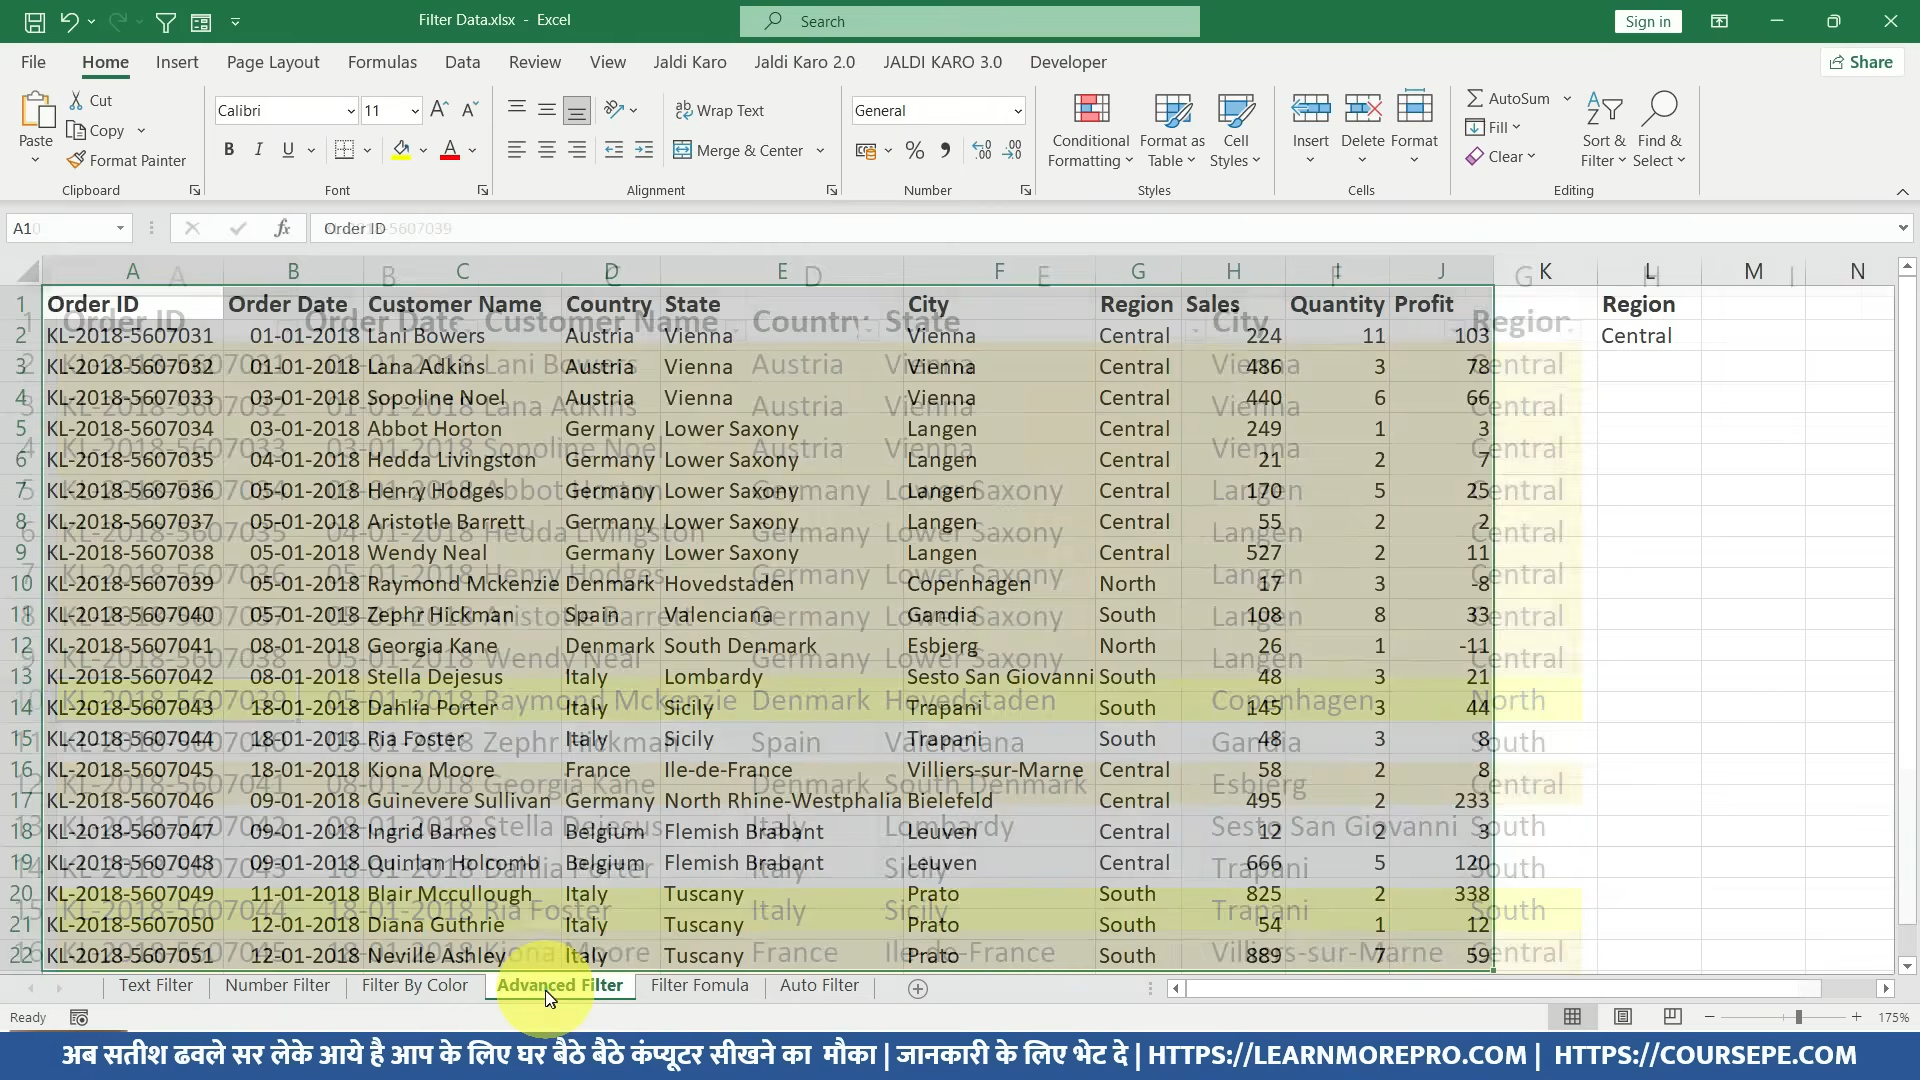 Filter Data.xlsx - Excel
Search
Sign in
File Home Insert Page Layout Formulas Data Review View Jaldi Karo Jaldi Karo 2.0 JALDI KARO 3.0 Developer Share
Paste Cut Copy Format Painter Clipboard
Calibri 11 B I U Font
Wrap Text Merge & Center Alignment
General Number
Conditional Formatting Format as Table Cell Styles Styles
Insert Delete Format Cells
AutoSum Fill Clear Sort & Filter Find & Select Editing
A1 fx Order ID
A B C D E F G H I J K L M N
1 Order ID Order Date Customer Name Country State City Region Sales Quantity Profit Region
2 KL-2018-5607031 01-01-2018 Lani Bowers Austria Vienna Vienna Central 224 11 103 Central
3 KL-2018-5607032 01-01-2018 Lana Adkins Austria Vienna Vienna Central 486 3 78
4 KL-2018-5607033 03-01-2018 Sopoline Noel Austria Vienna Vienna Central 440 6 66
5 KL-2018-5607034 03-01-2018 Abbot Horton Germany Lower Saxony Langen Central 249 1 3
6 KL-2018-5607035 04-01-2018 Hedda Livingston Germany Lower Saxony Langen Central 21 2 7
7 KL-2018-5607036 05-01-2018 Henry Hodges Germany Lower Saxony Langen Central 170 5 25
8 KL-2018-5607037 05-01-2018 Aristotle Barrett Germany Lower Saxony Langen Central 55 2 2
9 KL-2018-5607038 05-01-2018 Wendy Neal Germany Lower Saxony Langen Central 527 2 11
10 KL-2018-5607039 05-01-2018 Raymond Mckenzie Denmark Hovedstaden Copenhagen North 17 3 -8
11 KL-2018-5607040 05-01-2018 Zephr Hickman Spain Valenciana Gandia South 108 8 33
12 KL-2018-5607041 08-01-2018 Georgia Kane Denmark South Denmark Esbjerg North 26 1 -11
13 KL-2018-5607042 08-01-2018 Stella Dejesus Italy Lombardy Sesto San Giovanni South 48 3 21
14 KL-2018-5607043 18-01-2018 Dahlia Porter Italy Sicily Trapani South 145 3 44
15 KL-2018-5607044 18-01-2018 Ria Foster Italy Sicily Trapani South 48 3 8
16 KL-2018-5607045 18-01-2018 Kiona Moore France Ile-de-France Villiers-sur-Marne Central 58 2 8
17 KL-2018-5607046 09-01-2018 Guinevere Sullivan Germany North Rhine-Westphalia Bielefeld Central 495 2 233
18 KL-2018-5607047 09-01-2018 Ingrid Barnes Belgium Flemish Brabant Leuven Central 12 2 3
19 KL-2018-5607048 09-01-2018 Quinlan Holcomb Belgium Flemish Brabant Leuven Central 666 5 120
20 KL-2018-5607049 11-01-2018 Blair Mccullough Italy Tuscany Prato South 825 2 338
21 KL-2018-5607050 12-01-2018 Diana Guthrie Italy Tuscany Prato South 54 1 12
22 KL-2018-5607051 12-01-2018 Neville Ashley Italy Tuscany Prato South 889 7 59
Text Filter Number Filter Filter By Color Advanced Filter Filter Fomula Auto Filter
Ready 175%
अब सतीश ढवले सर लेके आये है आप के लिए घर बैठे बैठे कंप्यूटर सीखने का मौका | जानकारी के लिए भेट दे | HTTPS://LEARNMOREPRO.COM | HTTPS://COURSEPE.COM